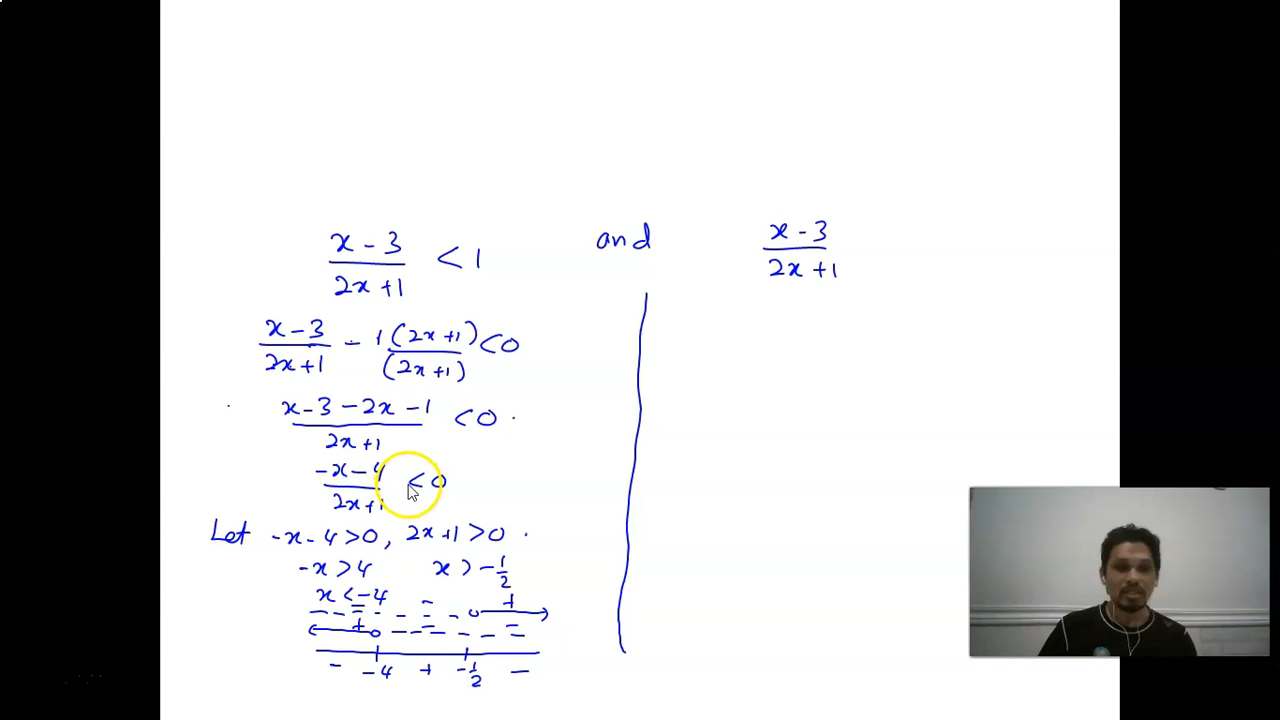 x - 3 / 2x + 1 < 1 and x - 3 / 2x + 1
x - 3 / 2x + 1 - 1(2x + 1) / (2x + 1) < 0
x - 3 - 2x - 1 / 2x + 1 < 0
-x - 4 / 2x + 1 < 0
Let -x - 4 > 0, 2x + 1 > 0
-x > 4 x > -1/2
x < -4
- - +
+ - -
- -4 + -1/2 -